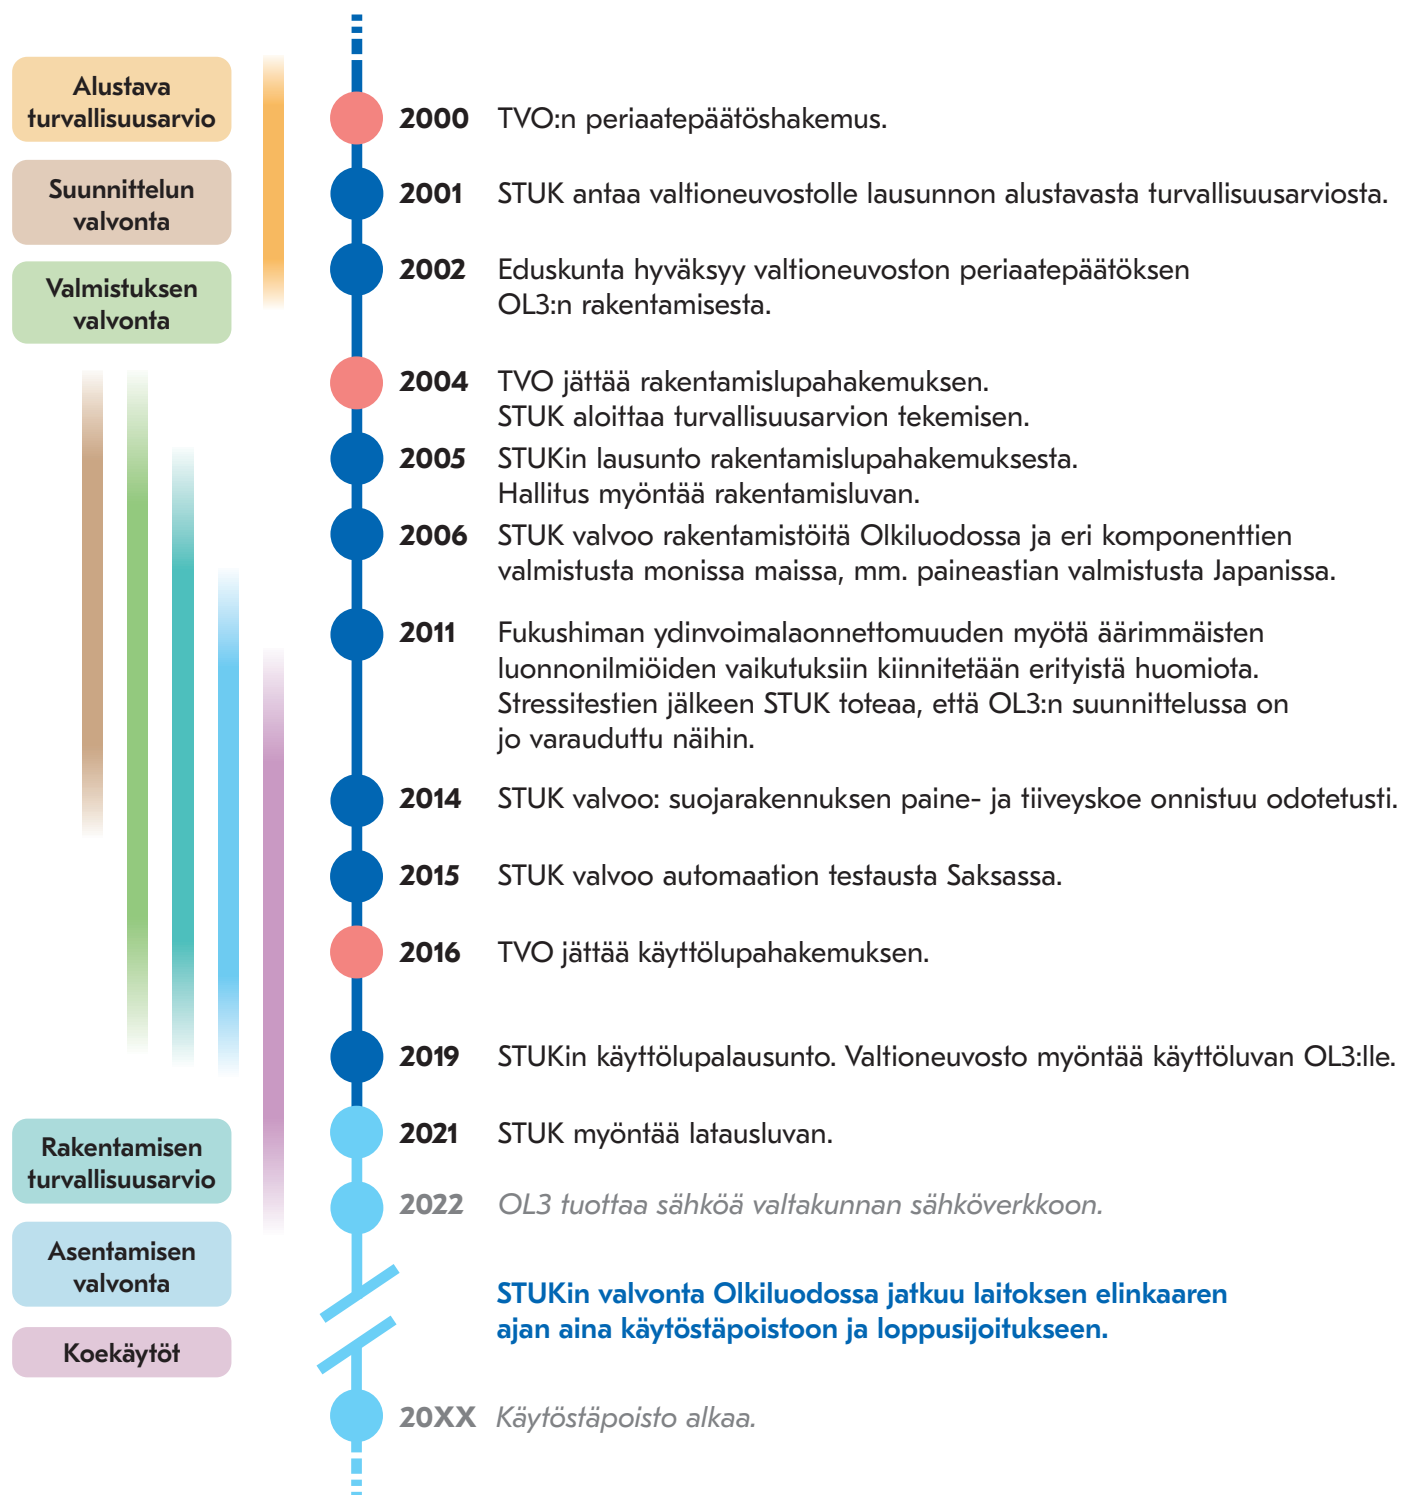 Alustava
turvallisuusarvio
Suunnittelun
valvonta
Valmistuksen
valvonta
2000 TVO:n periaatepäätöshakemus.
2001 STUK antaa valtioneuvostolle lausunnon alustavasta turvallisuusarviosta.
2002 Eduskunta hyväksyy valtioneuvoston periaatepäätöksen
OL3:n rakentamisesta.
2004 TVO jättää rakentamislupahakemuksen.
STUK aloittaa turvallisuusarvion tekemisen.
2005 STUKin lausunto rakentamislupahakemuksesta.
Hallitus myöntää rakentamisluvan.
2006 STUK valvoo rakentamistöitä Olkiluodossa ja eri komponenttien
valmistusta monissa maissa, mm. paineastian valmistusta Japanissa.
2011 Fukushiman ydinvoimalaonnettomuuden myötä äärimmäisten
luonnonilmiöiden vaikutuksiin kiinnitetään erityistä huomiota.
Stressitestien jälkeen STUK toteaa, että OL3:n suunnittelussa on
jo varauduttu näihin.
2014 STUK valvoo: suojarakennuksen paine- ja tiiveyskoe onnistuu odotetusti.
2015 STUK valvoo automaation testausta Saksassa.
2016 TVO jättää käyttölupahakemuksen.
2019 STUKin käyttölupalausunto. Valtioneuvosto myöntää käyttöluvan OL3:lle.
2021 STUK myöntää latausluvan.
2022 OL3 tuottaa sähköä valtakunnan sähköverkkoon.
STUKin valvonta Olkiluodossa jatkuu laitoksen elinkaaren
ajan aina käytöstäpoistoon ja loppusijoitukseen.
20XX Käytöstäpoisto alkaa.
Rakentamisen
turvallisuusarvio
Asentamisen
valvonta
Koekäytöt